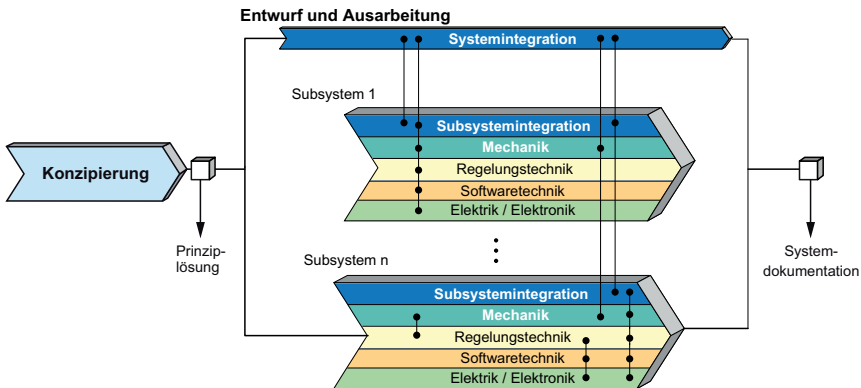 Entwurf und Ausarbeitung
Systemintegration
Subsystem 1
Subsystemintegration
Mechanik
Regelungstechnik
Softwaretechnik
Elektrik / Elektronik
Konzipierung
Prinzip-
lösung
System-
dokumentation
Subsystem n
Subsystemintegration
Mechanik
Regelungstechnik
Softwaretechnik
Elektrik / Elektronik